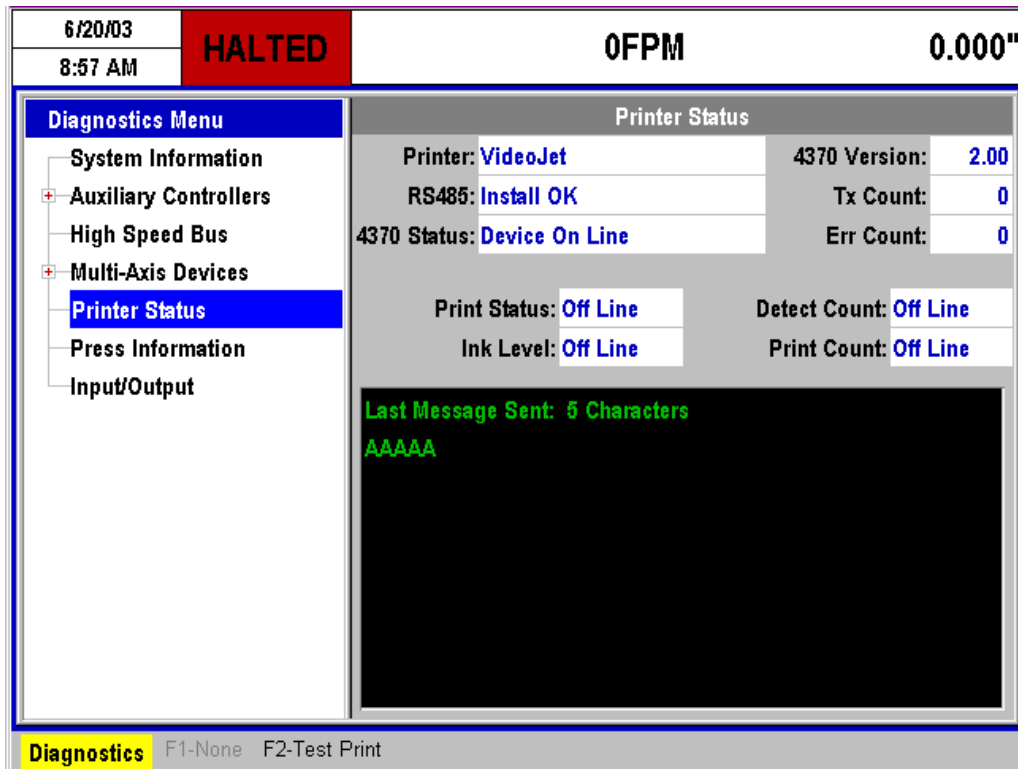 6/20/03
8:57 AM
HALTED
0FPM
0.000"
Diagnostics Menu
System Information
Auxiliary Controllers
High Speed Bus
Multi-Axis Devices
Printer Status
Press Information
Input/Output
Printer Status
Printer: VideoJet
4370 Version: 2.00
RS485: Install OK
Tx Count: 0
4370 Status: Device On Line
Err Count: 0
Print Status: Off Line
Detect Count: Off Line
Ink Level: Off Line
Print Count: Off Line
Last Message Sent: 5 Characters
AAAAA
Diagnostics F1-None F2-Test Print